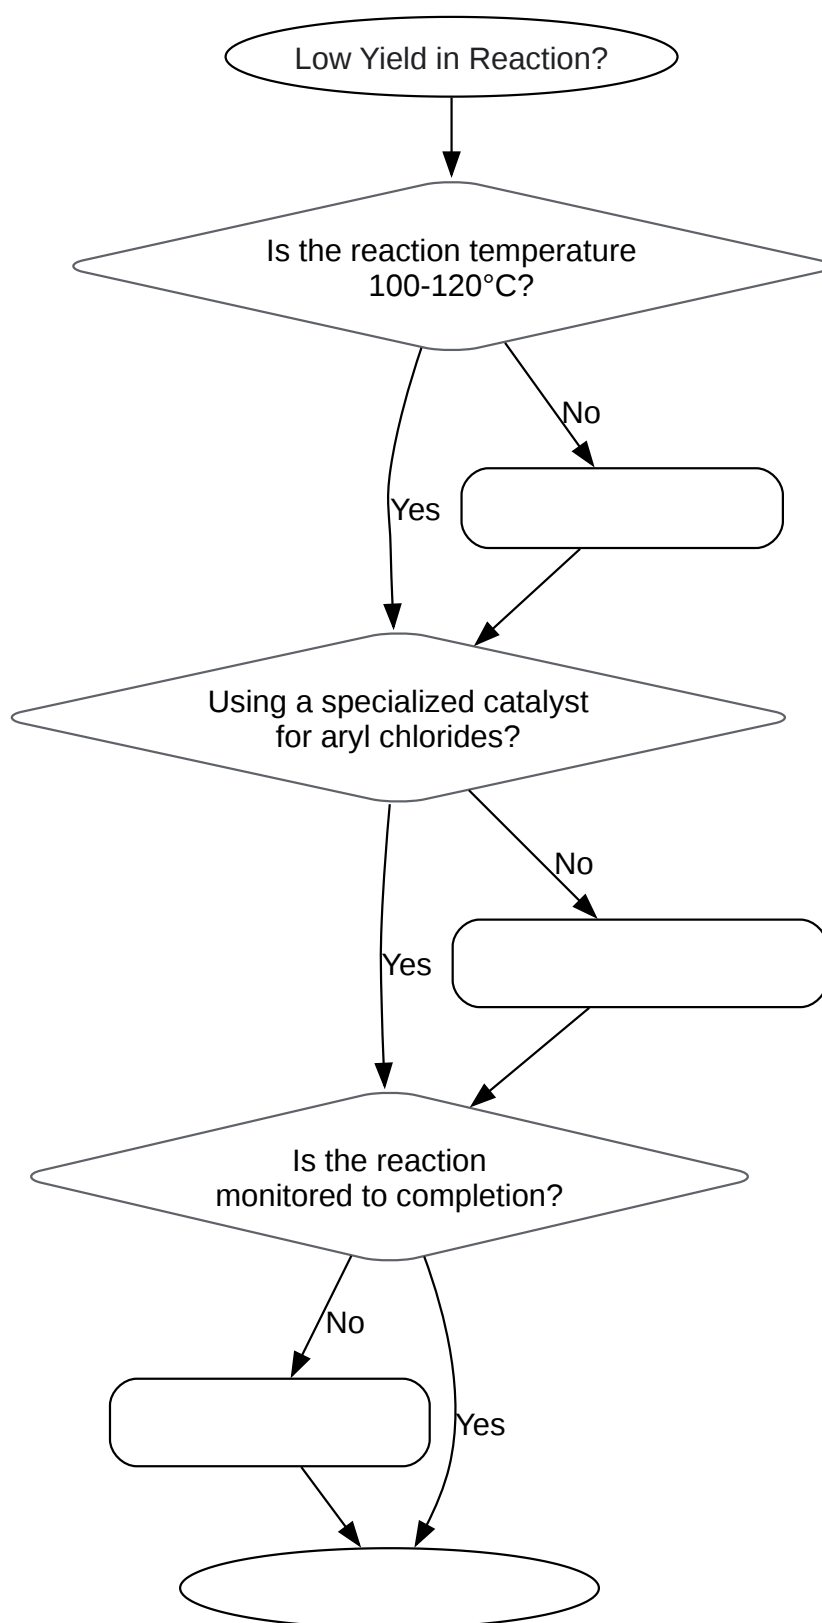 Low Yield in Reaction?
Is the reaction temperature
100-120°C?
No
Yes
Using a specialized catalyst
for aryl chlorides?
No
Yes
Is the reaction
monitored to completion?
No
Yes